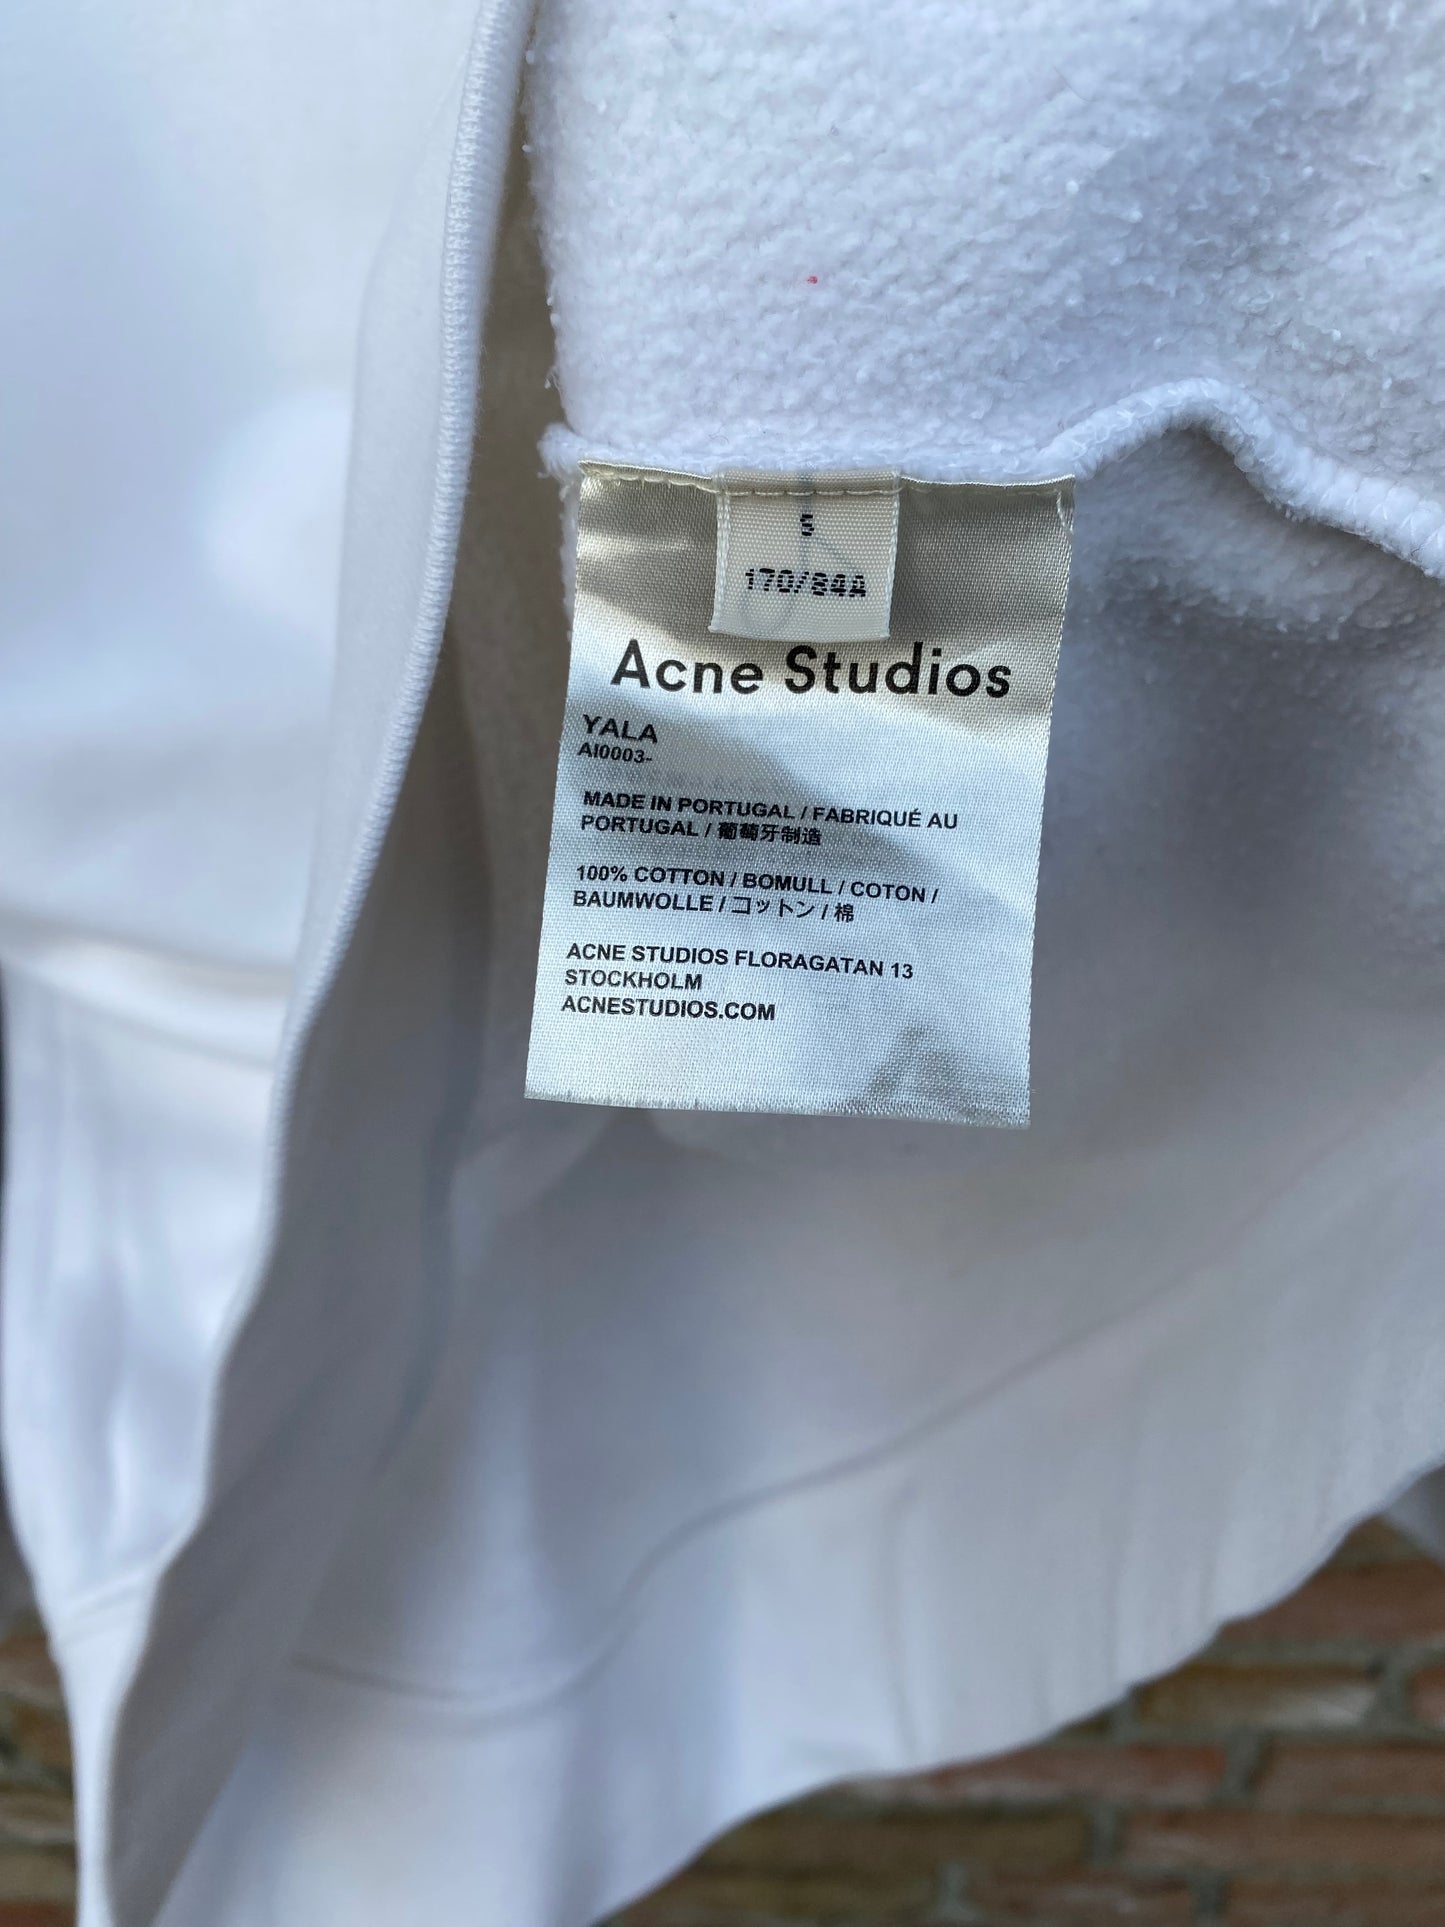 S
170/84A
Acne Studios
YALA
AI0003-
MADE IN PORTUGAL / FABRIQUÉ AU
PORTUGAL / 葡萄牙制造
100% COTTON / BOMULL / COTON /
BAUMWOLLE / コットン / 棉
ACNE STUDIOS FLORAGATAN 13
STOCKHOLM
ACNESTUDIOS.COM